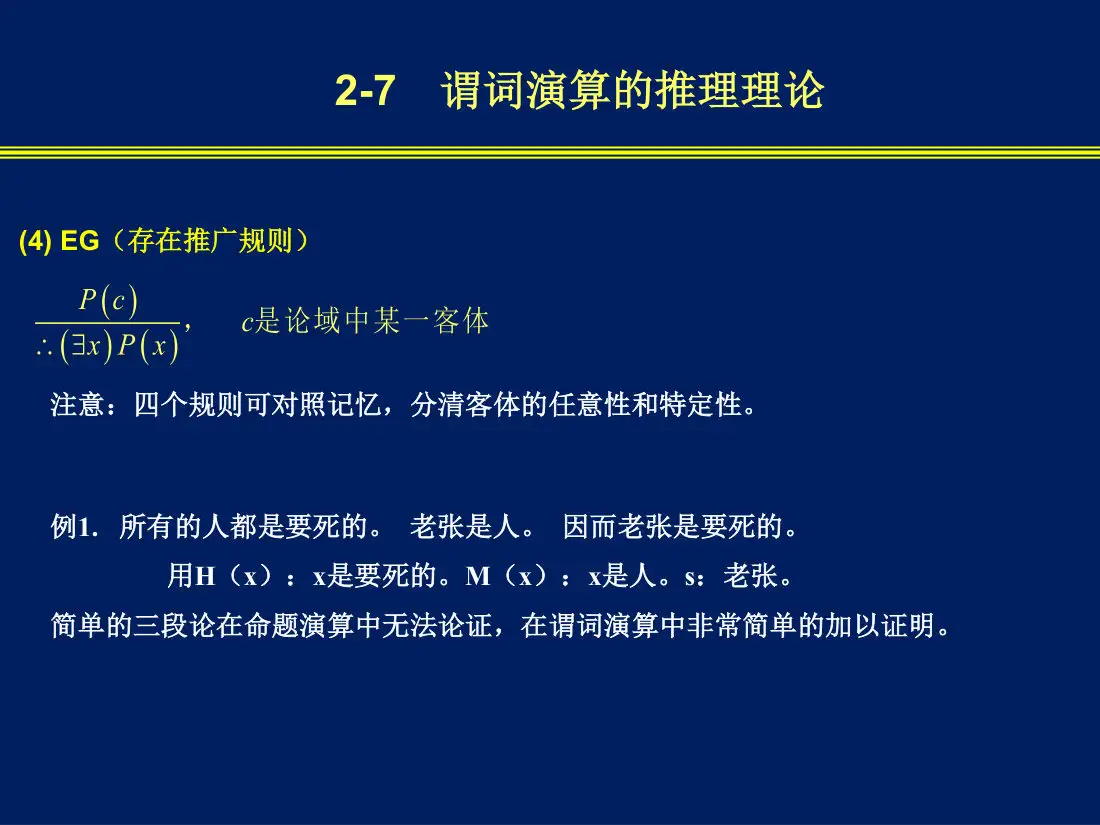 2-7 谓词演算的推理理论
(4) EG（存在推广规则）
P(c)
∴(∃x)P(x)， c是论域中某一客体
注意：四个规则可对照记忆，分清客体的任意性和特定性。
例1. 所有的人都是要死的。 老张是人。 因而老张是要死的。
用H（x）：x是要死的。M（x）：x是人。s：老张。
简单的三段论在命题演算中无法论证，在谓词演算中非常简单的加以证明。